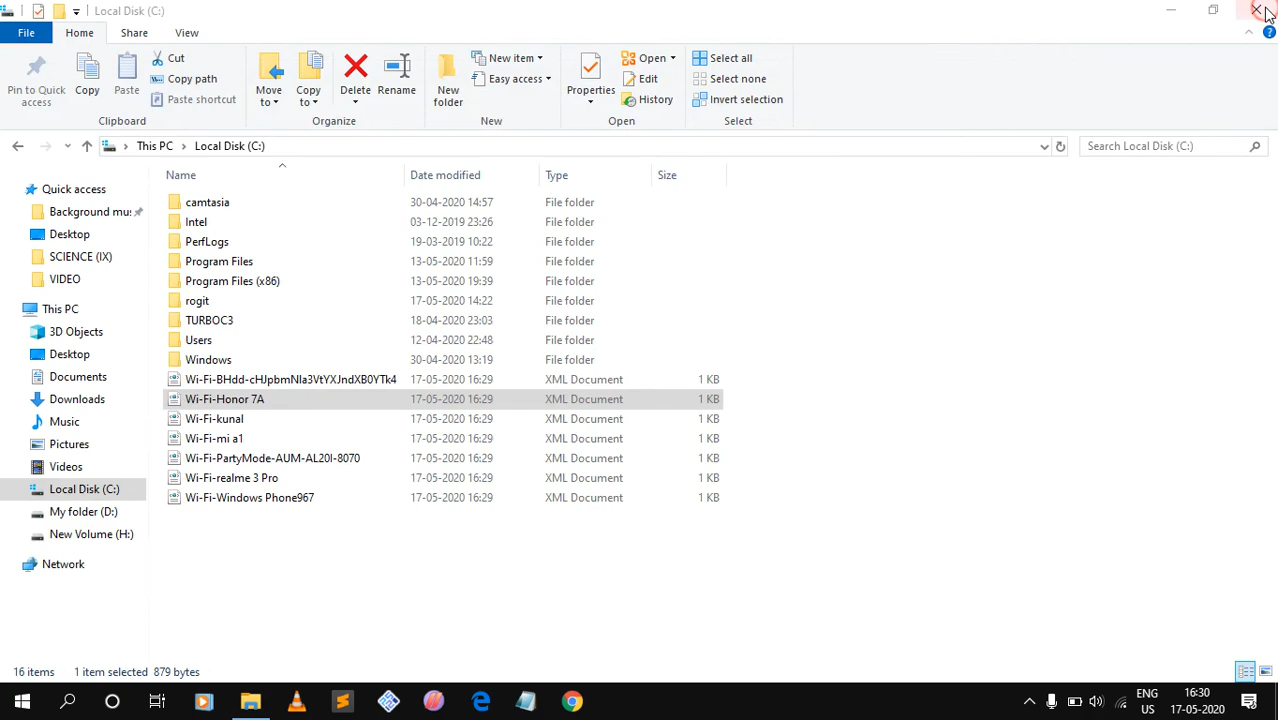 Local Disk (C:)
File Home Share View
Pin to Quick access
Copy
Paste
Cut
Copy path
Paste shortcut
Clipboard
Move to
Copy to
Delete
Rename
Organize
New folder
New item
Easy access
New
Properties
Open
Edit
History
Open
Select all
Select none
Invert selection
Select
This PC Local Disk (C:)
Search Local Disk (C:)
Quick access
Background mu:
Desktop
SCIENCE (IX)
VIDEO
This PC
3D Objects
Desktop
Documents
Downloads
Music
Pictures
Videos
Local Disk (C:)
My folder (D:)
New Volume (H:)
Network
Name Date modified Type Size
camtasia 30-04-2020 14:57 File folder
Intel 03-12-2019 23:26 File folder
PerfLogs 19-03-2019 10:22 File folder
Program Files 13-05-2020 11:59 File folder
Program Files (x86) 13-05-2020 19:39 File folder
rogit 17-05-2020 14:22 File folder
TURBOC3 18-04-2020 23:03 File folder
Users 12-04-2020 22:48 File folder
Windows 30-04-2020 13:19 File folder
17-05-2020 16:29 XML Document 1 KB
Wi-Fi-Honor 7A 17-05-2020 16:29 XML Document 1 KB
Wi-Fi-kunal 17-05-2020 16:29 XML Document 1 KB
Wi-Fi-mi a1 17-05-2020 16:29 XML Document 1 KB
Wi-Fi-PartyMode-AUM-AL20I-8070 17-05-2020 16:29 XML Document 1 KB
Wi-Fi-realme 3 Pro 17-05-2020 16:29 XML Document 1 KB
Wi-Fi-Windows Phone967 17-05-2020 16:29 XML Document 1 KB
16 items 1 item selected 879 bytes
ENG
US
16:30
17-05-2020